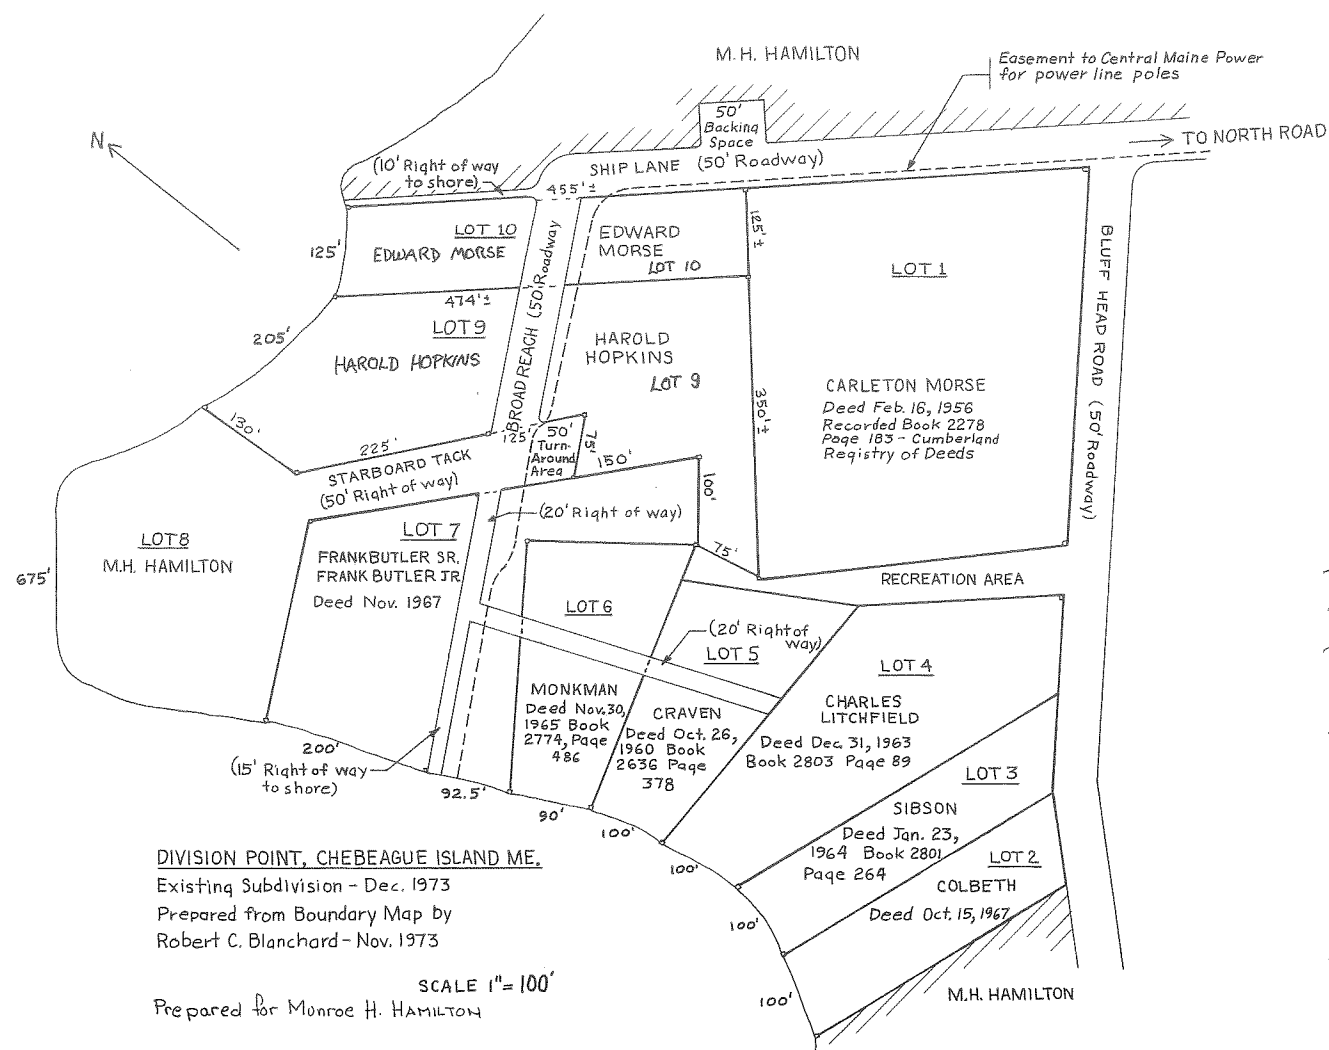 M.H. HAMILTON
Easement to Central Maine Power
for power line poles
N
50'
Backing
Space
TO NORTH ROAD
(10' Right of way
to shore)
SHIP LANE (50' Roadway)
455'±
LOT 10
EDWARD MORSE
125'
EDWARD
MORSE
LOT 10
125'±
LOT 1
BLUFF HEAD ROAD (50' Roadway)
BROAD REACH (50' Roadway
474'±
LOT 9
HAROLD HOPKINS
205'
HAROLD
HOPKINS
LOT 9
350'±
CARLETON MORSE
Deed Feb. 16, 1956
Recorded Book 2278
Page 183 - Cumberland
Registry of Deeds
130'
225'
STARBOARD TACK
(50' Right of way)
125'
50'
Turn-
Around
Area
75'
150'
100'
(20' Right of way)
LOT 8
M.H. HAMILTON
675'
LOT 7
FRANK BUTLER SR.
FRANK BUTLER JR.
Deed Nov. 1967
75'
RECREATION AREA
LOT 6
(20' Right of
way)
LOT 5
LOT 4
CHARLES
LITCHFIELD
Deed Dec. 31, 1963
Book 2803 Page 89
MONKMAN
Deed Nov. 30,
1965 Book
2774, Page
486
CRAVEN
Deed Oct. 26,
1960 Book
2636 Page
378
200'
(15' Right of way
to shore)
92.5'
90'
100'
LOT 3
SIBSON
Deed Jan. 23,
1964 Book 2801
Page 264
100'
LOT 2
COLBETH
Deed Oct. 15, 1967
100'
100'
M.H. HAMILTON
DIVISION POINT, CHEBEAGUE ISLAND ME.
Existing Subdivision - Dec. 1973
Prepared from Boundary Map by
Robert C. Blanchard - Nov. 1973
SCALE 1" = 100'
Prepared for Munroe H. HAMILTON